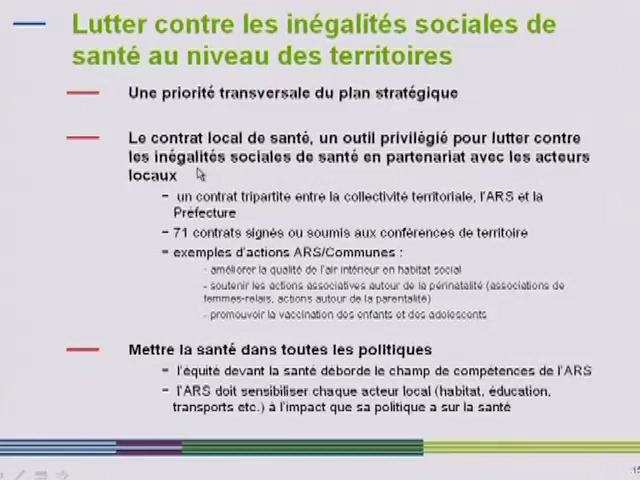 Lutter contre les inégalités sociales de
santé au niveau des territoires
Une priorité transversale du plan stratégique
Le contrat local de santé, un outil privilégié pour lutter contre
les inégalités sociales de santé en partenariat avec les acteurs
locaux
- un contrat tripartite entre la collectivité territoriale, l'ARS et la
Préfecture
- 71 contrats signés ou soumis aux conférences de territoire
- exemples d'actions ARS/Communes :
- améliorer la qualité de l'air intérieur en habitat social
- soutenir les actions associatives autour de la périnatalité (associations de
femmes-relais, actions autour de la parentalité)
- promouvoir la vaccination des enfants et des adolescents
Mettre la santé dans toutes les politiques
- l'équité devant la santé déborde le champ de compétences de l'ARS
- l'ARS doit sensibiliser chaque acteur local (habitat, éducation,
transports etc.) à l'impact que sa politique a sur la santé